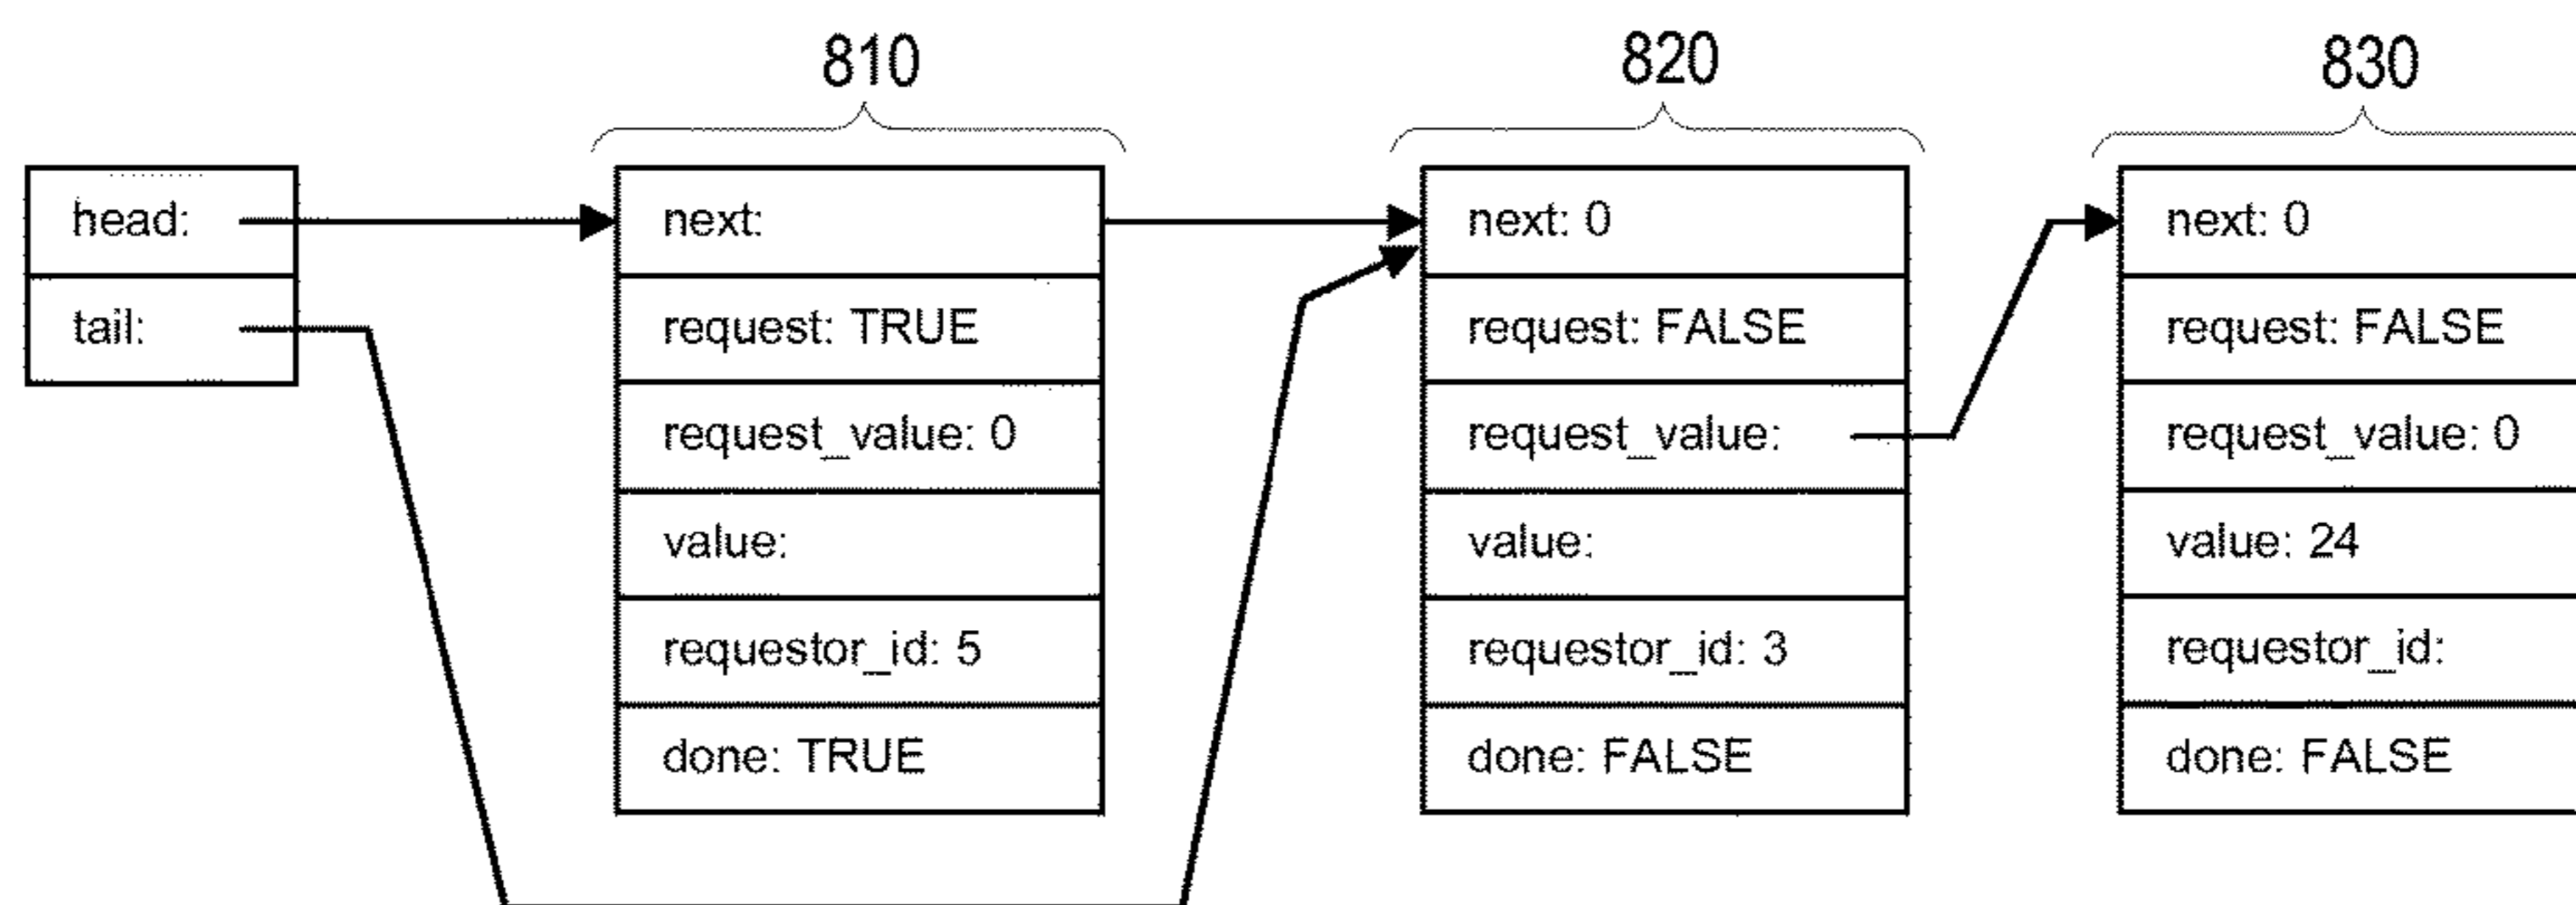 810
820
830
head:
tail:
next:
request: TRUE
request_value: 0
value:
requestor_id: 5
done: TRUE
next: 0
request: FALSE
request_value:
value:
requestor_id: 3
done: FALSE
next: 0
request: FALSE
request_value: 0
value: 24
requestor_id:
done: FALSE